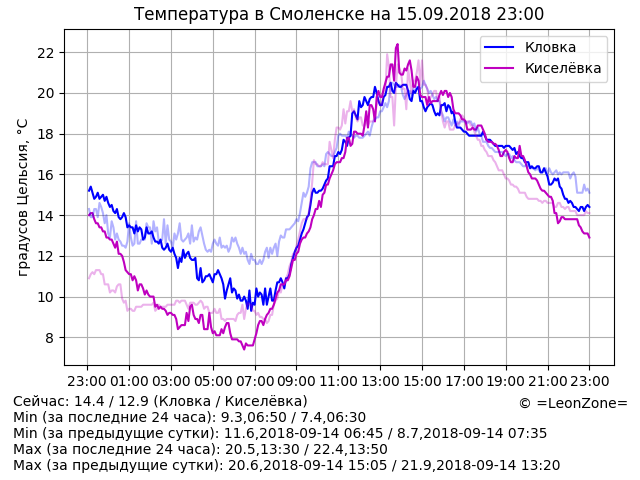 Температура в Смоленске на 15.09.2018 23:00
Кловка
Киселёвка
градусов Цельсия, °C
22
20
18
16
14
12
10
8
23:00 01:00 03:00 05:00 07:00 09:00 11:00 13:00 15:00 17:00 19:00 21:00 23:00
Сейчас: 14.4 / 12.9 (Кловка / Киселёвка)
© =LeonZone=
Min (за последние 24 часа): 9.3,06:50 / 7.4,06:30
Min (за предыдущие сутки): 11.6,2018-09-14 06:45 / 8.7,2018-09-14 07:35
Max (за последние 24 часа): 20.5,13:30 / 22.4,13:50
Max (за предыдущие сутки): 20.6,2018-09-14 15:05 / 21.9,2018-09-14 13:20